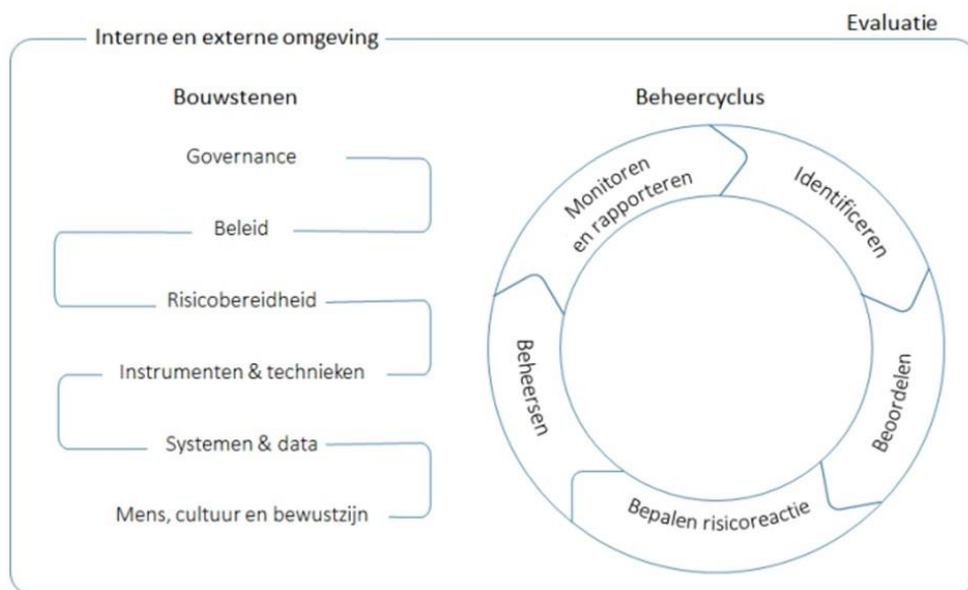 Evaluatie
Interne en externe omgeving
Bouwstenen
Governance
Beleid
Risicobereidheid
Instrumenten & technieken
Systemen & data
Mens, cultuur en bewustzijn
Beheercyclus
Identificeren
Beoordelen
Bepalen risicoreactie
Beheersen
Monitoren
en rapporteren